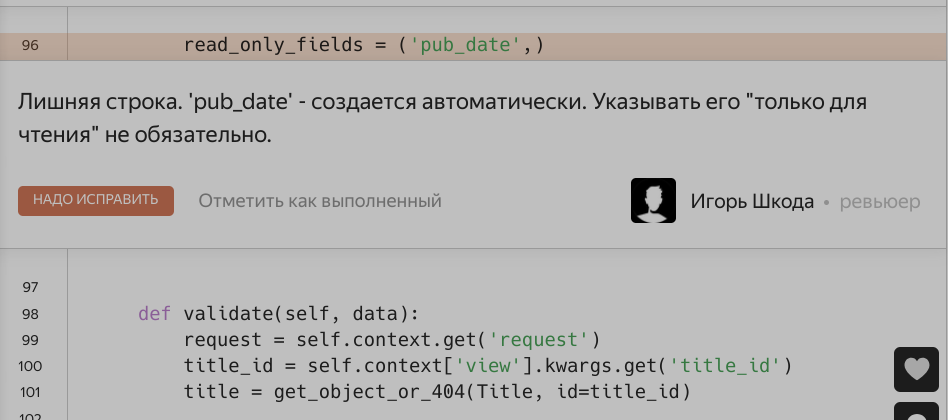 96 read_only_fields = ('pub_date',)
Лишняя строка. 'pub_date' - создается автоматически. Указывать его "только для
чтения" не обязательно.
НАДО ИСПРАВИТЬ Отметить как выполненный Игорь Шкода • ревьюер
97
98 def validate(self, data):
99 request = self.context.get('request')
100 title_id = self.context['view'].kwargs.get('title_id')
101 title = get_object_or_404(Title, id=title_id)
102